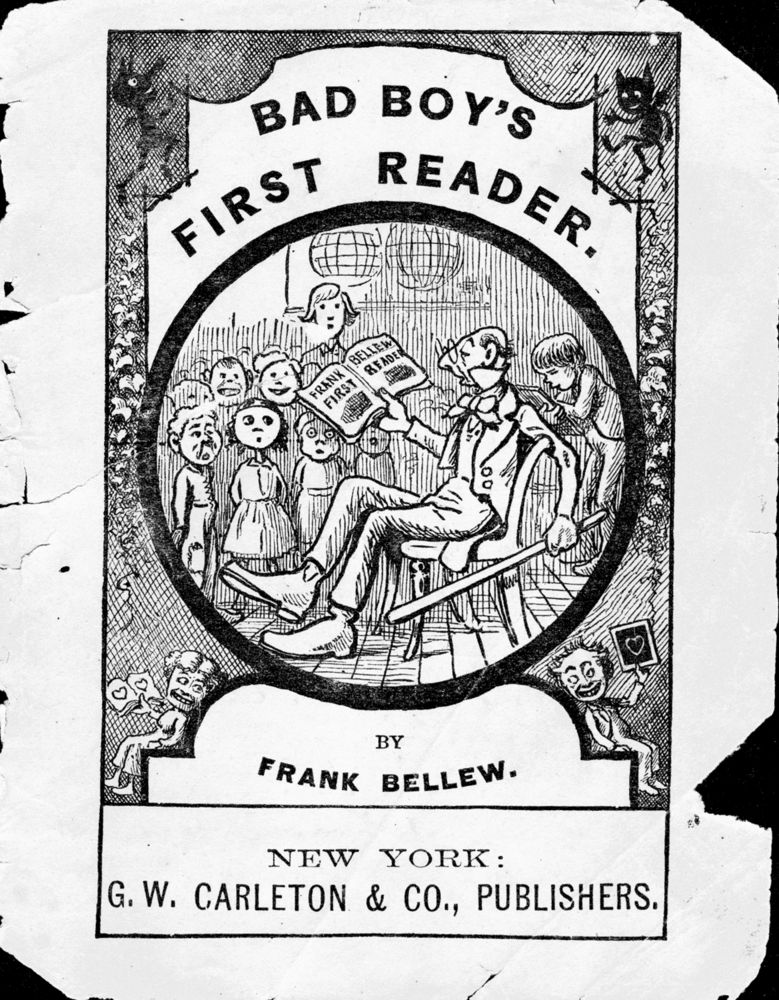 BAD BOY'S
FIRST READER.
FRANK BELLEW
FIRST READER
BY
FRANK BELLEW.
NEW YORK:
G. W. CARLETON & CO., PUBLISHERS.